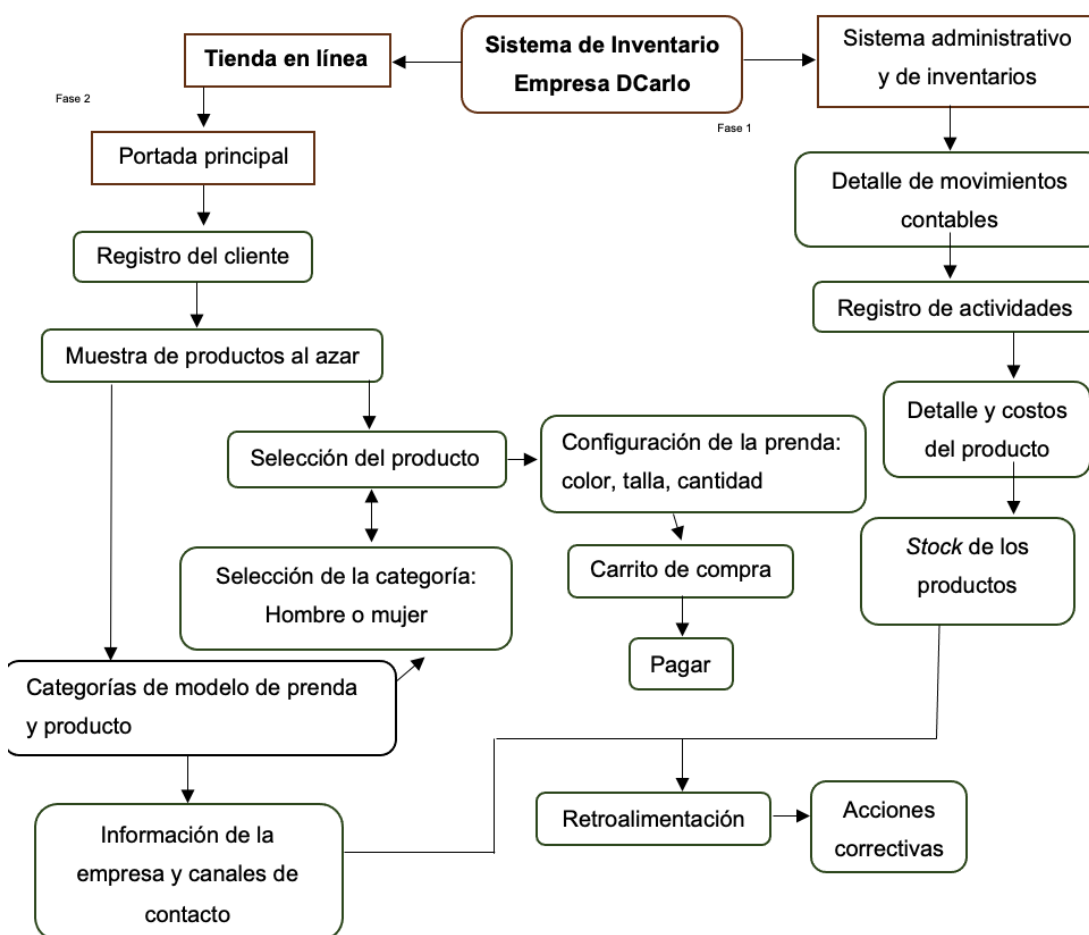 Tienda en línea
Sistema de Inventario
Empresa DCarlo
Sistema administrativo
y de inventarios
Fase 2
Fase 1
Portada principal
Detalle de movimientos
contables
Registro del cliente
Registro de actividades
Muestra de productos al azar
Detalle y costos
del producto
Selección del producto
Configuración de la prenda:
color, talla, cantidad
Stock de los
productos
Selección de la categoría:
Hombre o mujer
Carrito de compra
Pagar
Categorías de modelo de prenda
y producto
Retroalimentación
Acciones
correctivas
Información de la
empresa y canales de
contacto